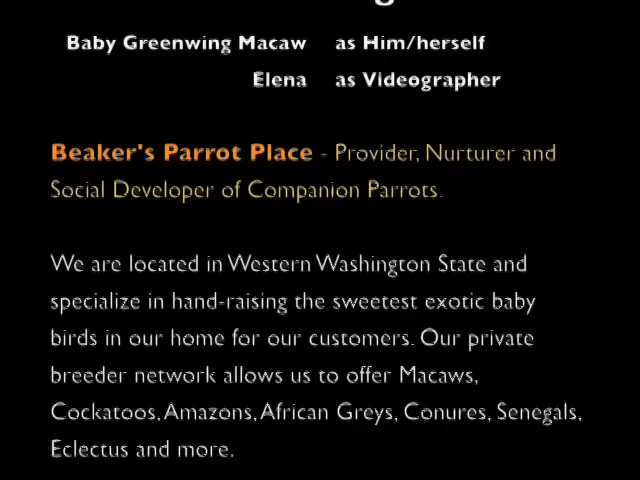 Baby Greenwing Macaw as Him/herself
Elena as Videographer
Beaker's Parrot Place - Provider, Nurturer and
Social Developer of Companion Parrots.
We are located in Western Washington State and
specialize in hand-raising the sweetest exotic baby
birds in our home for our customers. Our private
breeder network allows us to offer Macaws,
Cockatoos, Amazons, African Greys, Conures, Senegals,
Eclectus and more.